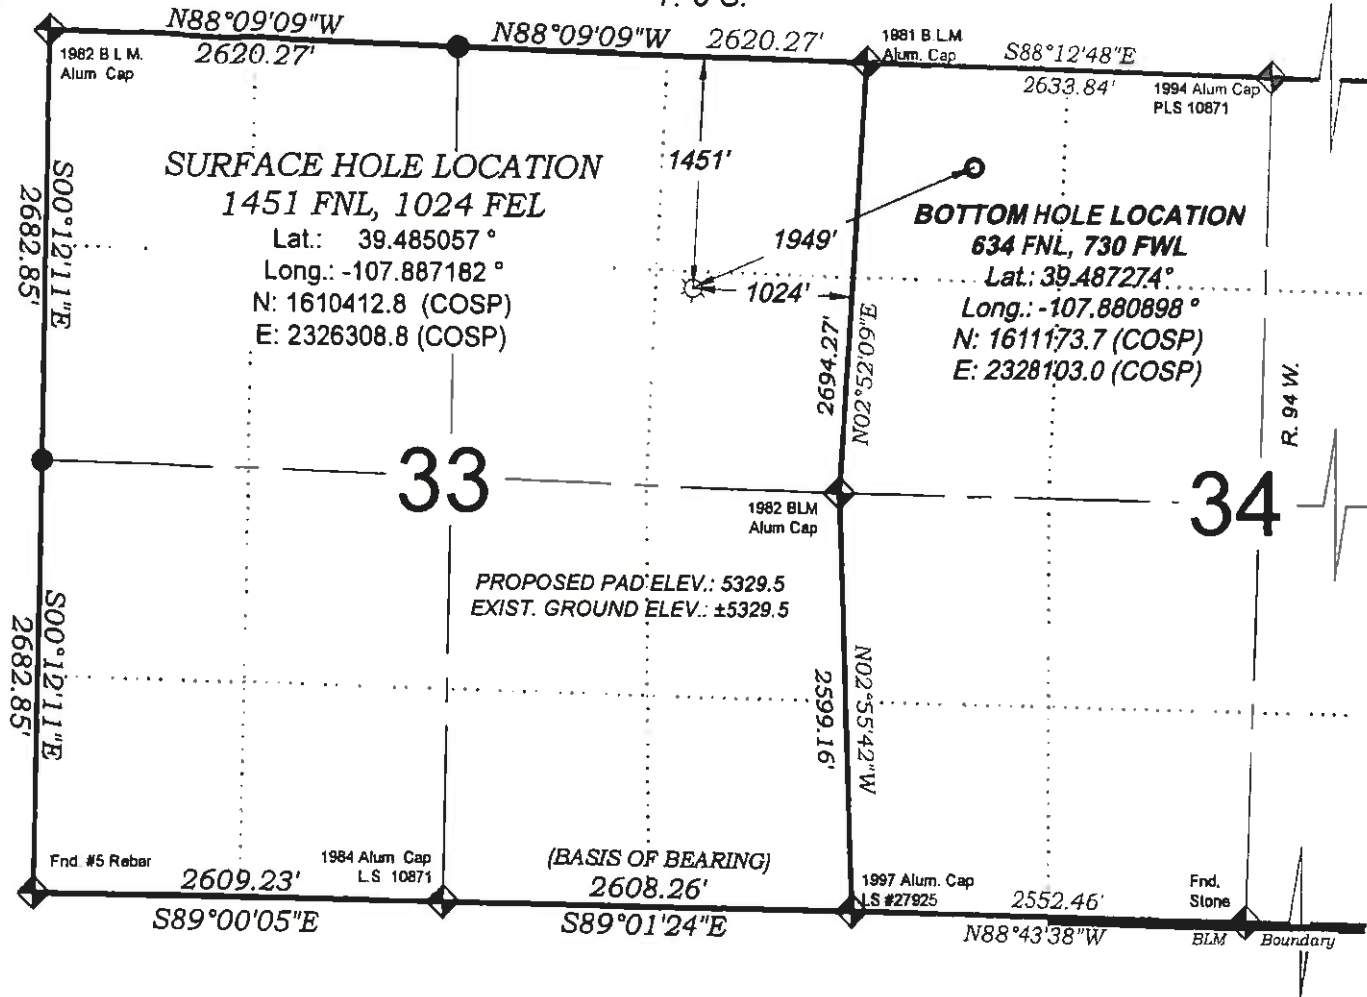 N88°09'09"W
2620.27'
N88°09'09"W 2620.27'
1982 B L M.
Alum Cap
1981 B.L.M
Alum. Cap
S88°12'48"E
2633.84'
1994 Alum Cap
PLS 10871
S00°12'11"E
2682.85'
SURFACE HOLE LOCATION
1451 FNL, 1024 FEL
Lat.: 39.485057 °
Long.: -107.887182 °
N: 1610412.8 (COSP)
E: 2326308.8 (COSP)
1451'
1949'
1024'
BOTTOM HOLE LOCATION
634 FNL, 730 FWL
Lat.: 39.487274°
Long.: -107.880898 °
N: 1611173.7 (COSP)
E: 2328103.0 (COSP)
2694.27'
N02°52'09"E
R. 94 W.
33
34
1982 BLM
Alum Cap
PROPOSED PAD ELEV.: 5329.5
EXIST. GROUND ELEV.: ±5329.5
S00°12'11"E
2682.85'
2599.16'
N02°55'42"W
Fnd. #5 Rebar
2609.23'
S89°00'05"E
1984 Alum Cap
L.S 10871
(BASIS OF BEARING)
2608.26'
S89°01'24"E
1997 Alum. Cap
LS #27925
2552.46'
N88°43'38"W
Fnd.
Stone
BLM Boundary